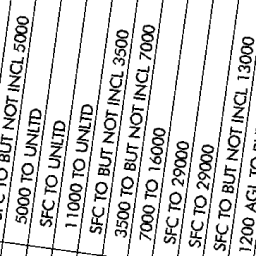 TO BUT NOT INCL 5000
5000 TO UNLTD
SFC TO UNLTD
11000 TO UNLTD
SFC TO BUT NOT INCL 3500
3500 TO BUT NOT INCL 7000
7000 TO 16000
SFC TO 29000
SFC TO 29000
SFC TO BUT NOT INCL 13000
1200 AGL TO